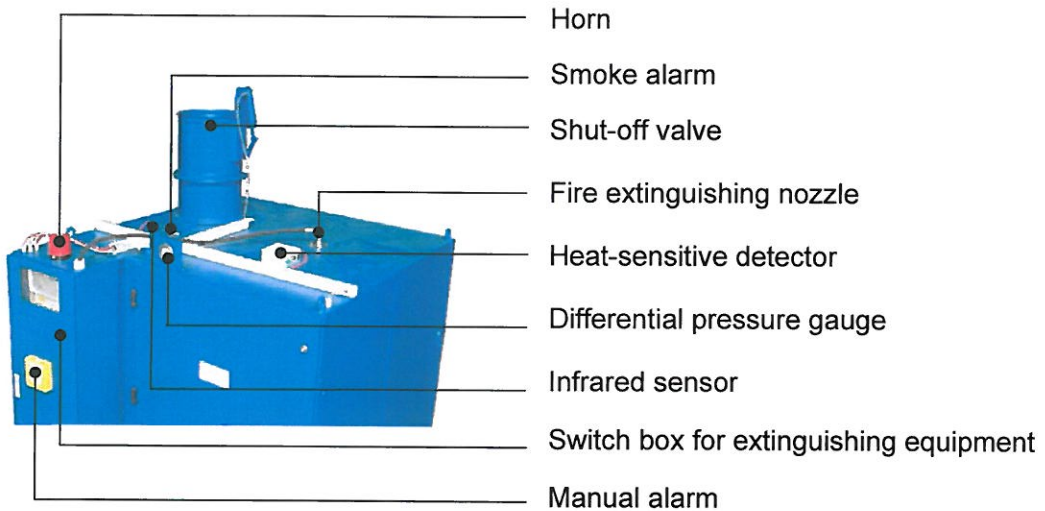 Horn
Smoke alarm
Shut-off valve
Fire extinguishing nozzle
Heat-sensitive detector
Differential pressure gauge
Infrared sensor
Switch box for extinguishing equipment
Manual alarm